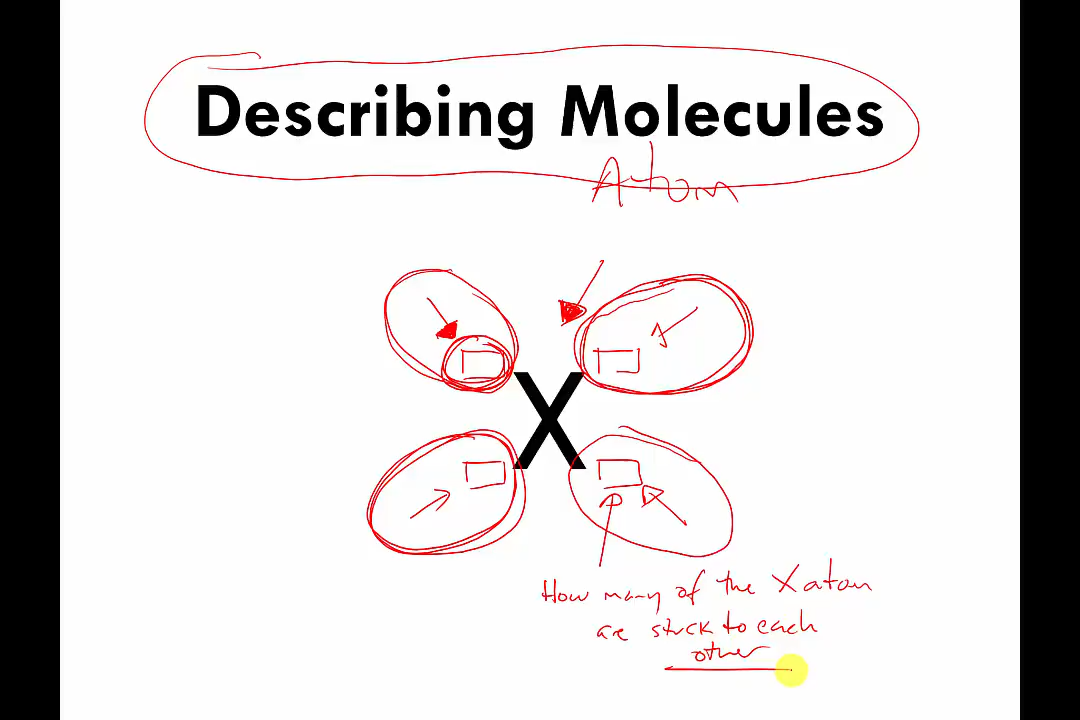 Describing Molecules
Atom
X
How many of the X atom
are stuck to each
other